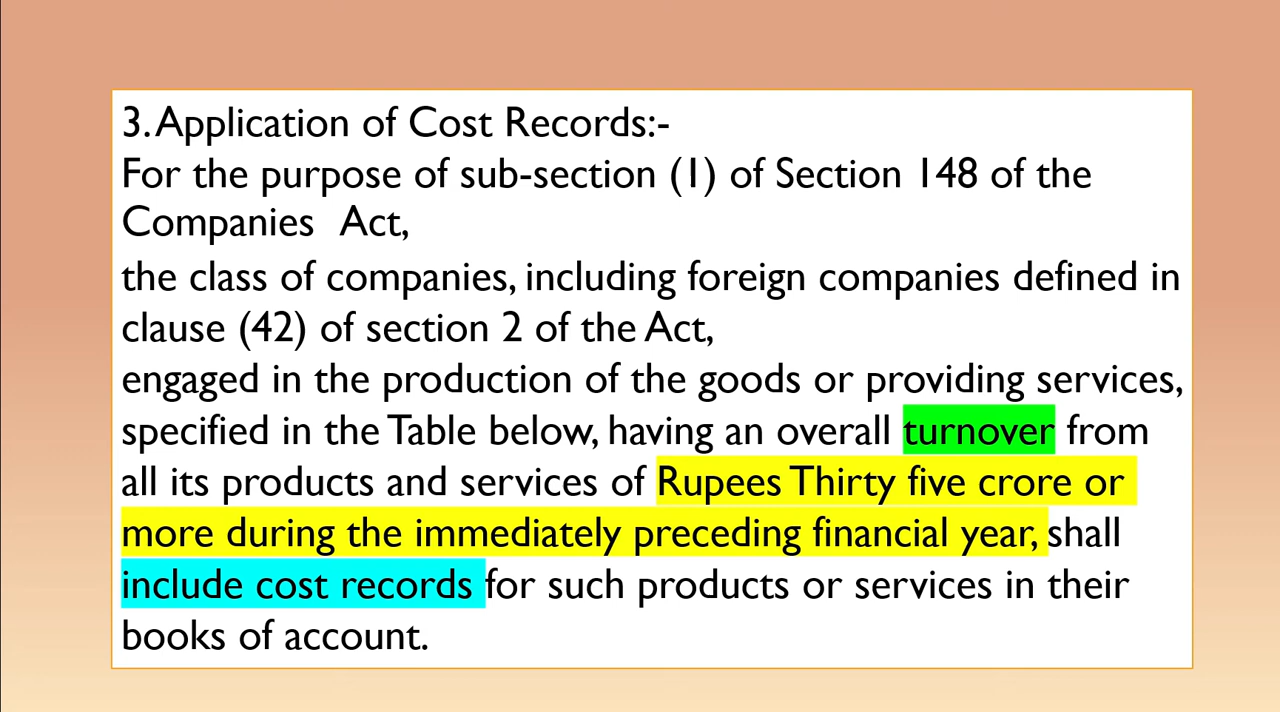 3. Application of Cost Records:-
For the purpose of sub-section (1) of Section 148 of the
Companies Act,
the class of companies, including foreign companies defined in
clause (42) of section 2 of the Act,
engaged in the production of the goods or providing services,
specified in the Table below, having an overall turnover from
all its products and services of Rupees Thirty five crore or
more during the immediately preceding financial year, shall
include cost records for such products or services in their
books of account.